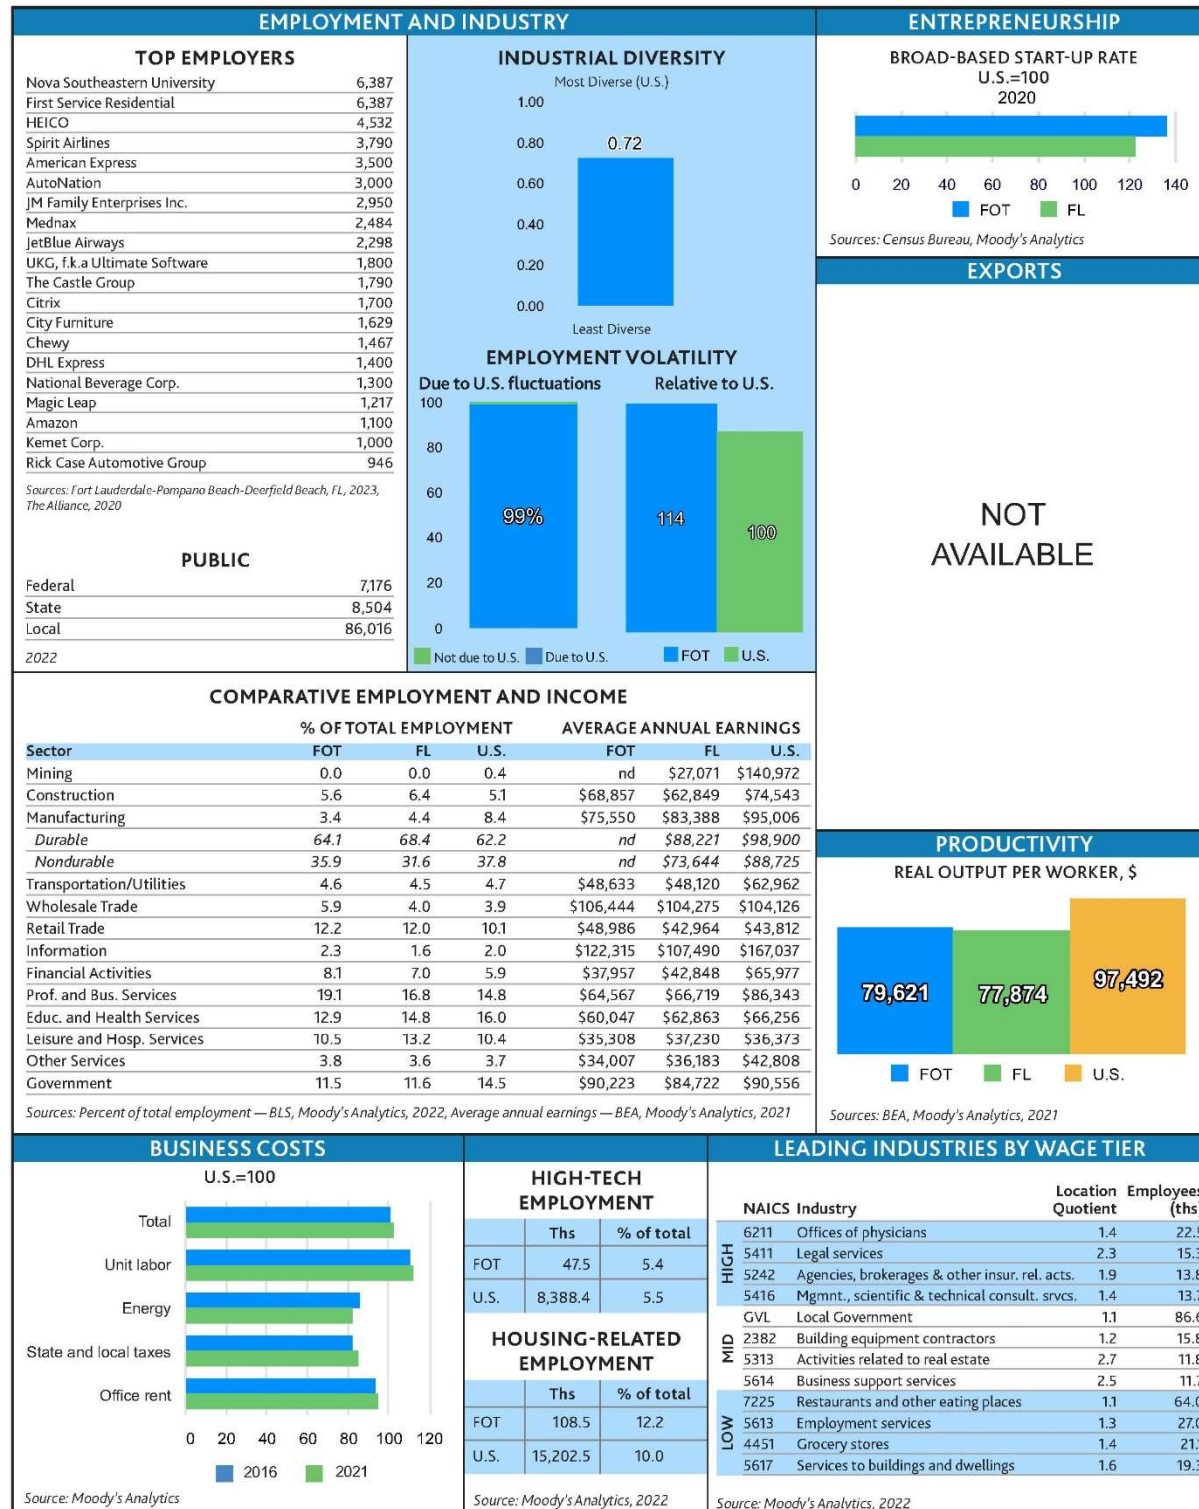 EMPLOYMENT AND INDUSTRY
TOP EMPLOYERS
Nova Southeastern University 6,387
First Service Residential 6,387
HEICO 4,532
Spirit Airlines 3,790
American Express 3,500
AutoNation 3,000
JM Family Enterprises Inc. 2,950
Mednax 2,484
JetBlue Airways 2,298
UKG, f.k.a Ultimate Software 1,800
The Castle Group 1,790
Citrix 1,700
City Furniture 1,629
Chewy 1,467
DHL Express 1,400
National Beverage Corp. 1,300
Magic Leap 1,217
Amazon 1,100
Kemet Corp. 1,000
Rick Case Automotive Group 946
Sources: Fort Lauderdale-Pompano Beach-Deerfield Beach, FL, 2023,
The Alliance, 2020
PUBLIC
Federal 7,176
State 8,504
Local 86,016
2022
INDUSTRIAL DIVERSITY
Most Diverse (U.S.)
1.00
0.80
0.72
0.60
0.40
0.20
0.00
Least Diverse
EMPLOYMENT VOLATILITY
Due to U.S. fluctuations Relative to U.S.
100
80
60
40
20
0
99%
114
100
Not due to U.S. Due to U.S. FOT U.S.
ENTREPRENEURSHIP
BROAD-BASED START-UP RATE
U.S.=100
2020
0 20 40 60 80 100 120 140
FOT FL
Sources: Census Bureau, Moody's Analytics
EXPORTS
NOT
AVAILABLE
COMPARATIVE EMPLOYMENT AND INCOME
% OF TOTAL EMPLOYMENT AVERAGE ANNUAL EARNINGS
Sector FOT FL U.S. FOT FL U.S.
Mining 0.0 0.0 0.4 nd $27,071 $140,972
Construction 5.6 6.4 5.1 $68,857 $62,849 $74,543
Manufacturing 3.4 4.4 8.4 $75,550 $83,388 $95,006
Durable 64.1 68.4 62.2 nd $88,221 $98,900
Nondurable 35.9 31.6 37.8 nd $73,644 $88,725
Transportation/Utilities 4.6 4.5 4.7 $48,633 $48,120 $62,962
Wholesale Trade 5.9 4.0 3.9 $106,444 $104,275 $104,126
Retail Trade 12.2 12.0 10.1 $48,986 $42,964 $43,812
Information 2.3 1.6 2.0 $122,315 $107,490 $167,037
Financial Activities 8.1 7.0 5.9 $37,957 $42,848 $65,977
Prof. and Bus. Services 19.1 16.8 14.8 $64,567 $66,719 $86,343
Educ. and Health Services 12.9 14.8 16.0 $60,047 $62,863 $66,256
Leisure and Hosp. Services 10.5 13.2 10.4 $35,308 $37,230 $36,373
Other Services 3.8 3.6 3.7 $34,007 $36,183 $42,808
Government 11.5 11.6 14.5 $90,223 $84,722 $90,556
Sources: Percent of total employment — BLS, Moody's Analytics, 2022, Average annual earnings — BEA, Moody's Analytics, 2021
PRODUCTIVITY
REAL OUTPUT PER WORKER, $
79,621
77,874
97,492
FOT FL U.S.
Sources: BEA, Moody's Analytics, 2021
BUSINESS COSTS
U.S.=100
Total
Unit labor
Energy
State and local taxes
Office rent
0 20 40 60 80 100 120
2016 2021
Source: Moody's Analytics
HIGH-TECH
EMPLOYMENT
Ths % of total
FOT 47.5 5.4
U.S. 8,388.4 5.5
HOUSING-RELATED
EMPLOYMENT
Ths % of total
FOT 108.5 12.2
U.S. 15,202.5 10.0
Source: Moody's Analytics, 2022
LEADING INDUSTRIES BY WAGE TIER
Location Employees
NAICS Industry Quotient (ths)
HIGH
6211 Offices of physicians 1.4 22.5
5411 Legal services 2.3 15.3
5242 Agencies, brokerages & other insur. rel. acts. 1.9 13.8
5416 Mgmnt., scientific & technical consult. srvcs. 1.4 13.7
MID
GVL Local Government 1.1 86.6
2382 Building equipment contractors 1.2 15.8
5313 Activities related to real estate 2.7 11.8
5614 Business support services 2.5 11.7
LOW
7225 Restaurants and other eating places 1.1 64.0
5613 Employment services 1.3 27.0
4451 Grocery stores 1.4
5617 Services to buildings and dwellings 1.6 19.3
Source: Moody's Analytics, 2022